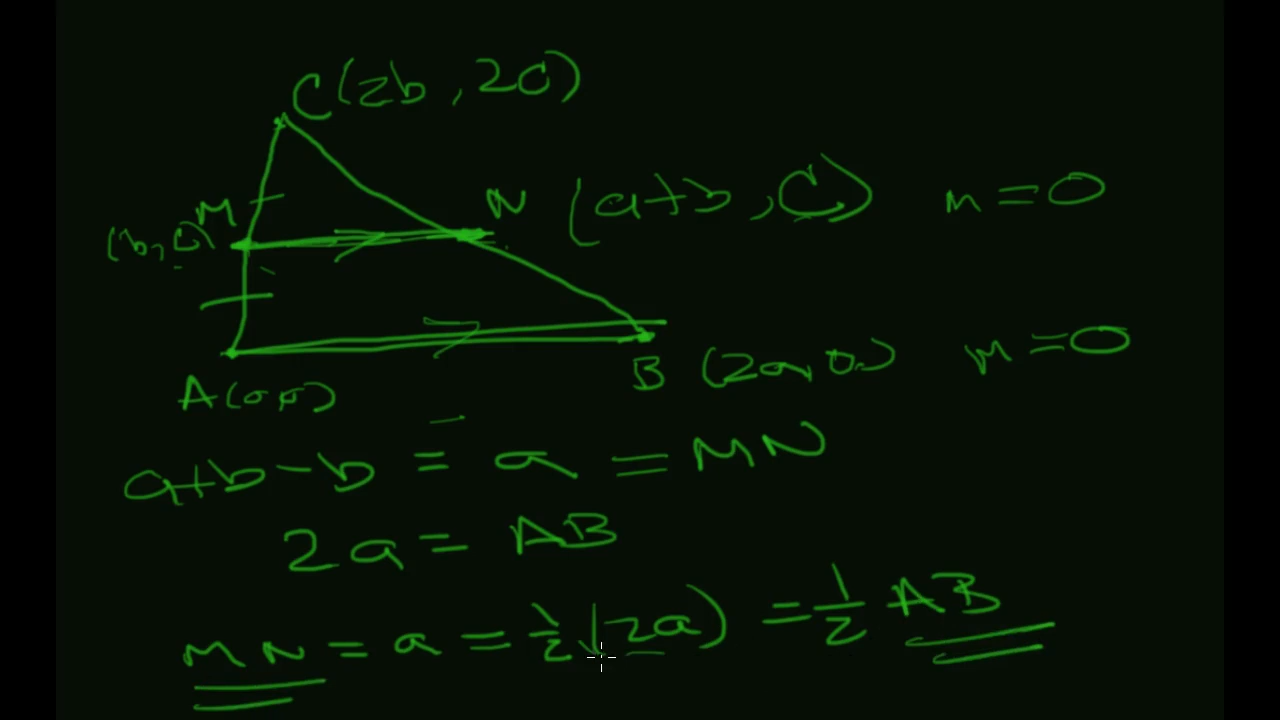 C(2b, 2c)
M
N (a+b, c) m=0
(b, c)
B (2a, 0) m=0
A(0,0)
a+b-b = a = MN
2a = AB
MN = a = 1/2(2a) = 1/2 AB